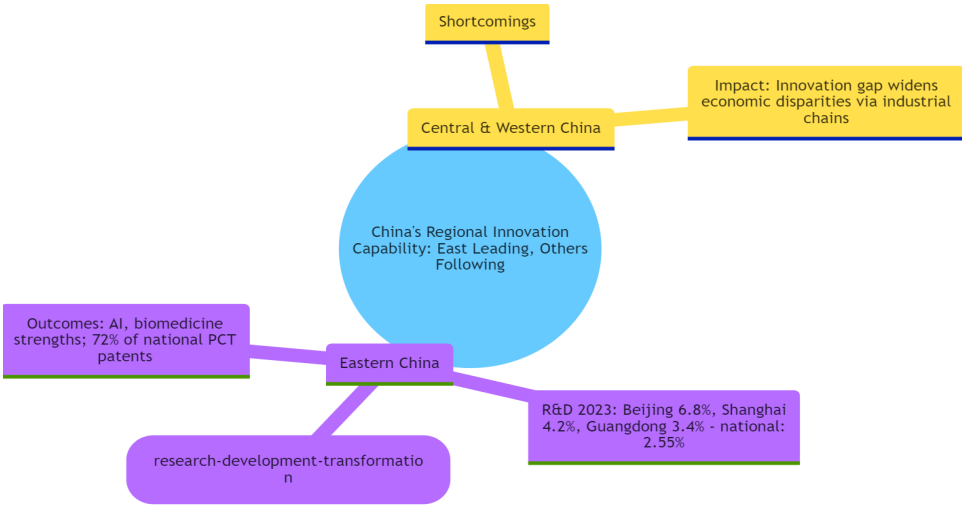 Shortcomings
Impact: Innovation gap widens
economic disparities via industrial
chains
Central & Western China
China's Regional Innovation
Capability: East Leading, Others
Following
Outcomes: AI, biomedicine
strengths; 72% of national PCT
patents
Eastern China
R&D 2023: Beijing 6.8%, Shanghai
4.2%, Guangdong 3.4% - national:
2.55%
research-development-transformatio
n